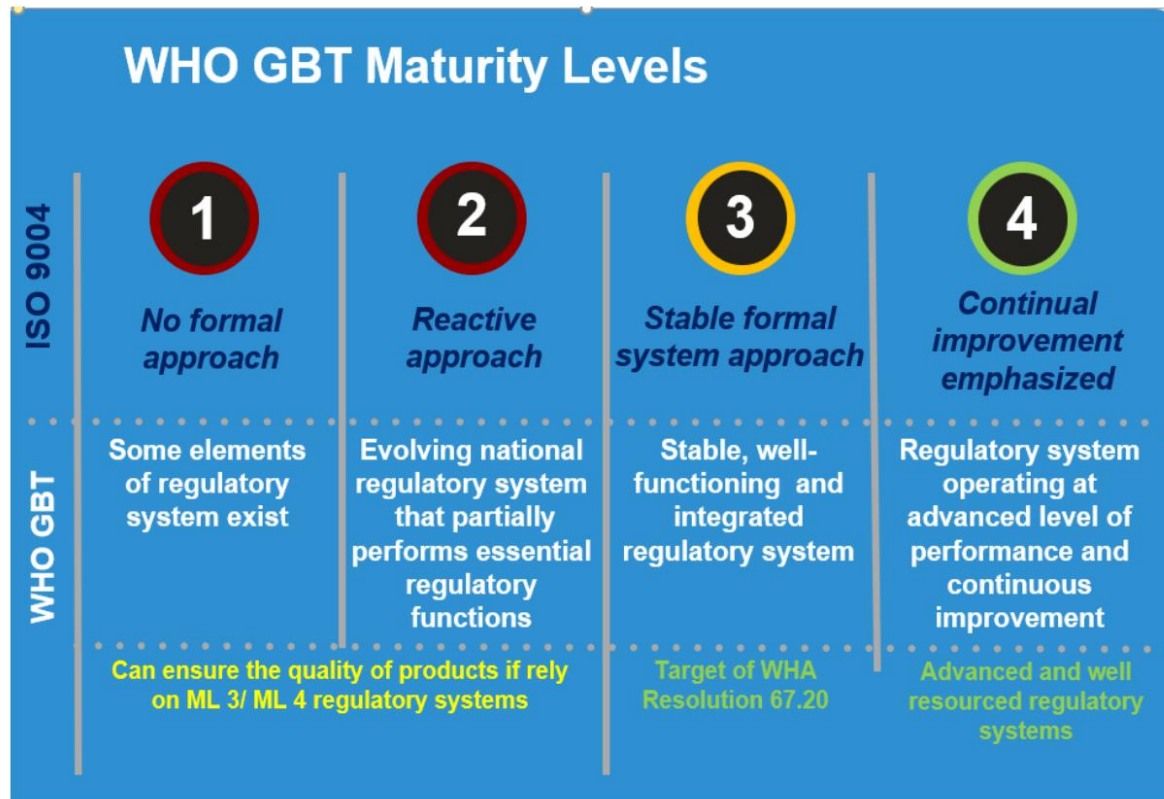 WHO GBT Maturity Levels
ISO 9004
1
No formal
approach
2
Reactive
approach
3
Stable formal
system approach
4
Continual
improvement
emphasized
WHO GBT
Some elements
of regulatory
system exist
Evolving national
regulatory system
that partially
performs essential
regulatory
functions
Stable, well-
functioning and
integrated
regulatory system
Regulatory system
operating at
advanced level of
performance and
continuous
improvement
Can ensure the quality of products if rely
on ML 3/ ML 4 regulatory systems
Target of WHA
Resolution 67.20
Advanced and well
resourced regulatory
systems